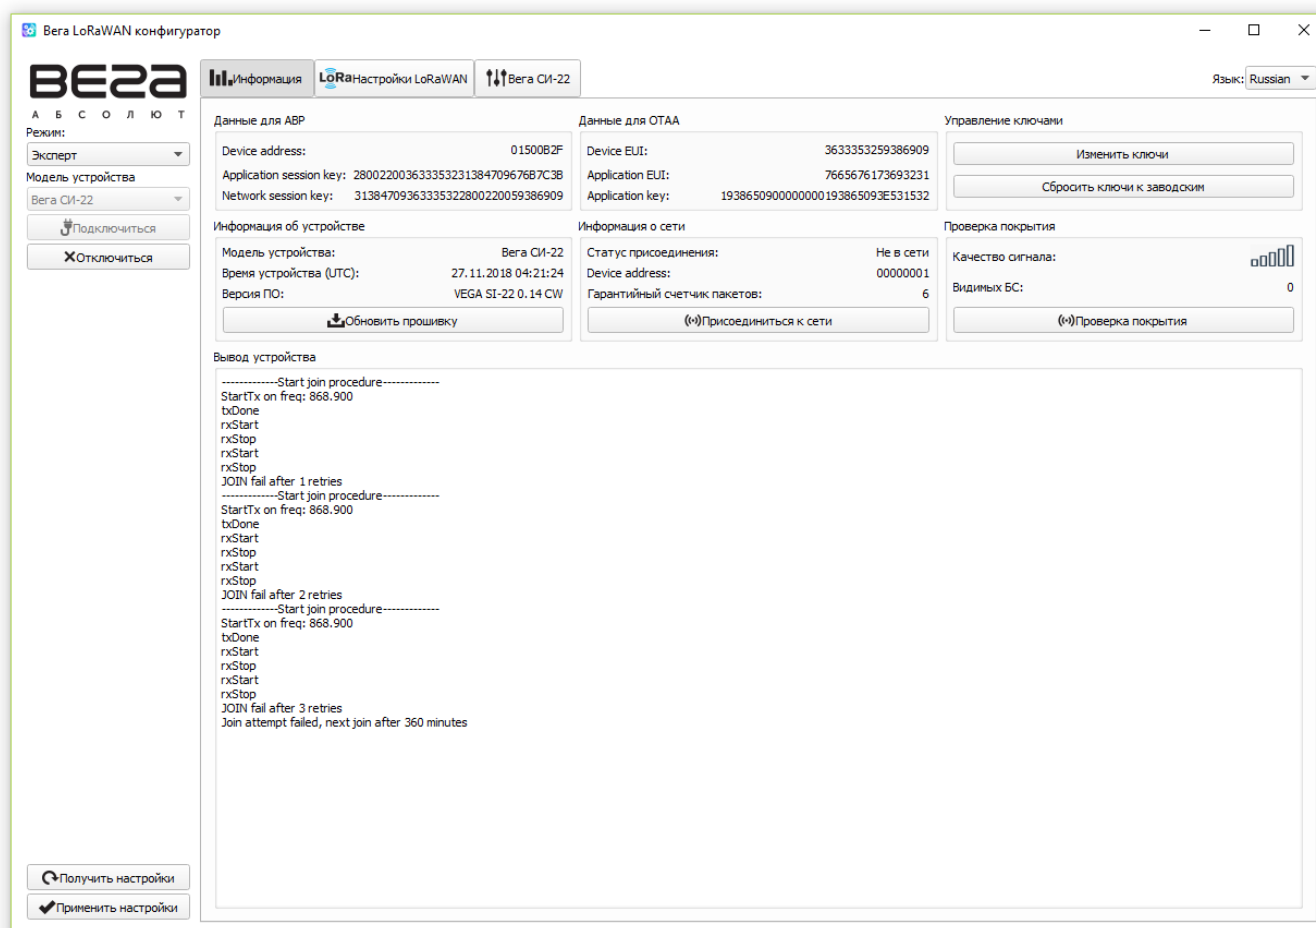 Вега LoRaWAN конфигуратор
ВЕГА
АБСОЛЮТ
Режим:
Эксперт
Модель устройства
Вега СИ-22
Подключиться
Отключиться
Получить настройки
Применить настройки
Информация
LoRa Настройки LoRaWAN
Вега СИ-22
Язык: Russian
Данные для ABP
Device address: 01500B2F
Application session key: 28002200363333532313847096 76B7C3B
Network session key: 31384709363335322800220059386909
Данные для OTAA
Device EUI: 3633353259386909
Application EUI: 7665676173693231
Application key: 19386509000000001938650 93E531532
Управление ключами
Изменить ключи
Сбросить ключи к заводским
Информация об устройстве
Модель устройства: Вега СИ-22
Время устройства (UTC): 27.11.2018 04:21:24
Версия ПО: VEGA SI-22 0.14 CW
Обновить прошивку
Информация о сети
Статус присоединения: Не в сети
Device address: 00000001
Гарантийный счетчик пакетов: 6
Присоединиться к сети
Проверка покрытия
Качество сигнала:
Видимых БС: 0
Проверка покрытия
Вывод устройства
-------------Start join procedure-------------
StartTx on freq: 868.900
txDone
rxStart
rxStop
rxStart
rxStop
JOIN fail after 1 retries
-------------Start join procedure-------------
StartTx on freq: 868.900
txDone
rxStart
rxStop
rxStart
rxStop
JOIN fail after 2 retries
-------------Start join procedure-------------
StartTx on freq: 868.900
txDone
rxStart
rxStop
rxStart
rxStop
JOIN fail after 3 retries
Join attempt failed, next join after 360 minutes